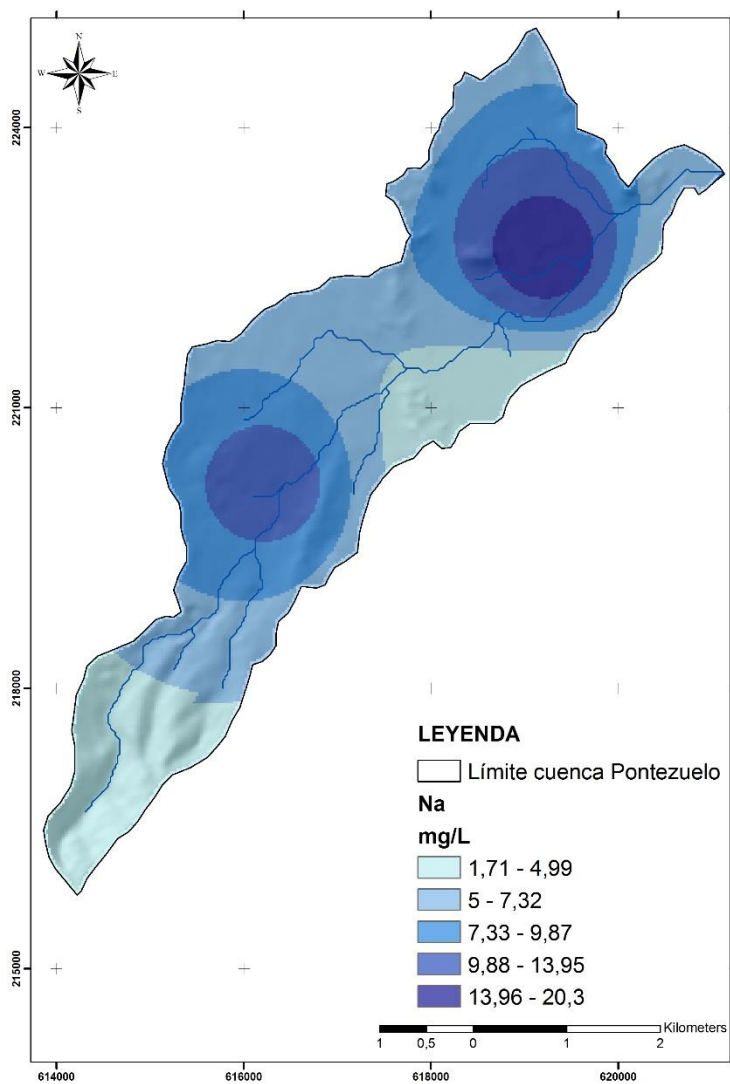 N
W E
S
224000
221000
218000
215000
LEYENDA
Límite cuenca Pontezuelo
Na
mg/L
1,71 - 4,99
5 - 7,32
7,33 - 9,87
9,88 - 13,95
13,96 - 20,3
Kilometers
1 0,5 0 1 2
614000 616000 618000 620000